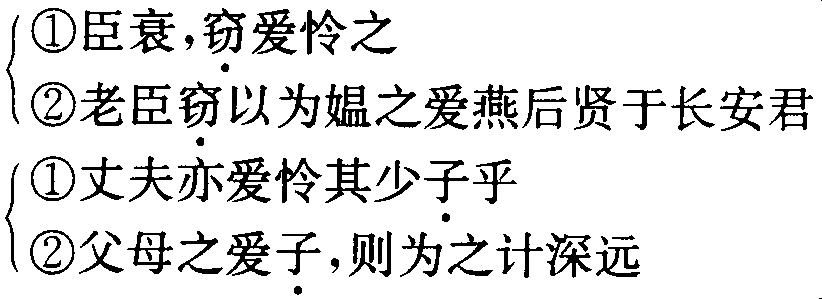 ①臣衰,窃爱怜之
②老臣窃以为媪之爱燕后贤于长安君
①丈夫亦爱怜其少子乎
②父母之爱子,则为之计深远